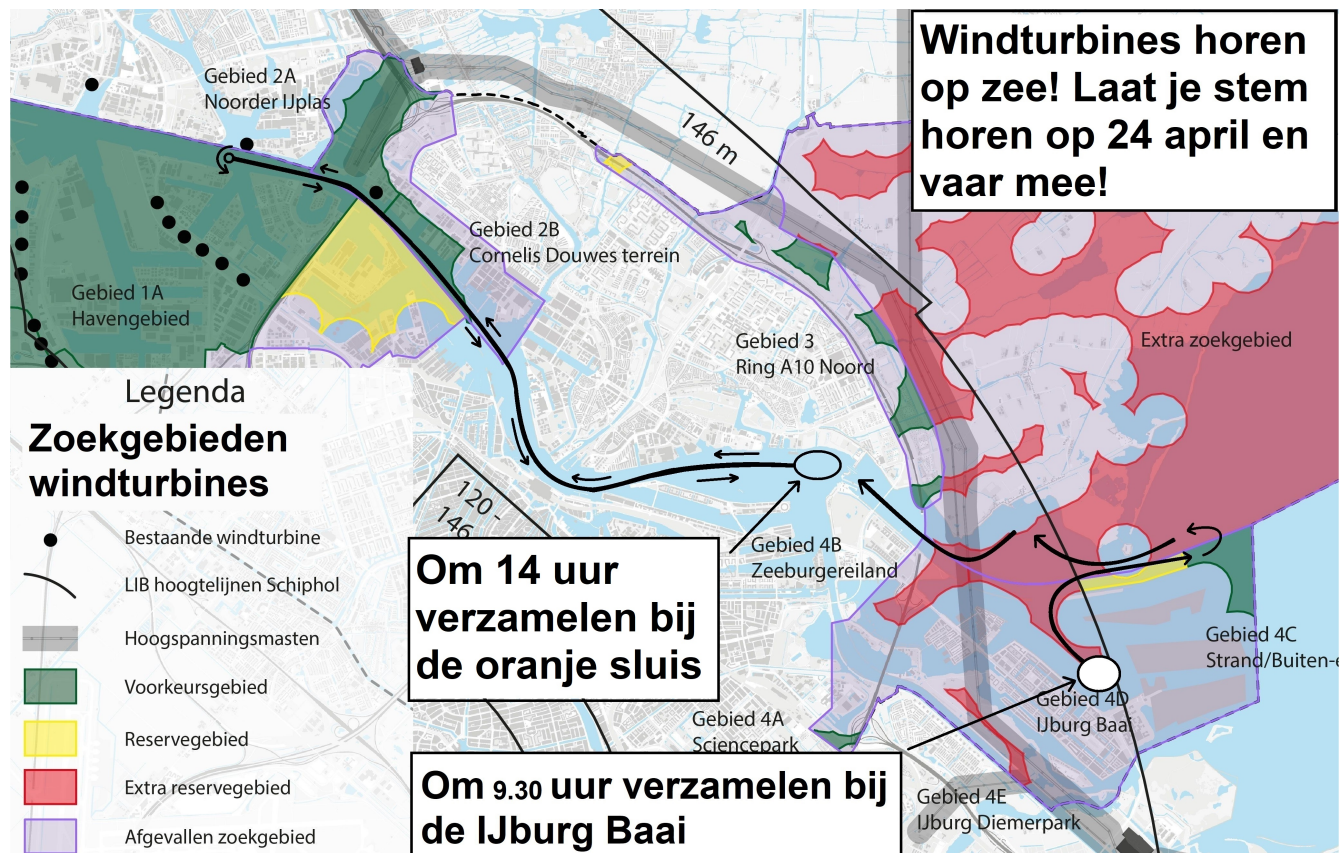 Windturbines horen
op zee! Laat je stem
horen op 24 april en
vaar mee!
Gebied 2A
Noorder IJplas
146 m
Gebied 2B
Cornelis Douwes terrein
Gebied 1A
Havengebied
Gebied 3
Ring A10 Noord
Extra zoekgebied
Legenda
Zoekgebieden
windturbines
Bestaande windturbine
LIB hoogtelijnen Schiphol
Hoogspanningsmasten
Voorkeursgebied
Reservegebied
Extra reservegebied
Afgevallen zoekgebied
120 -
146
Om 14 uur
verzamelen bij
de oranje sluis
Gebied 4B
Zeeburgereiland
Gebied 4C
Strand/Buiten-e
Gebied 4D
IJburg Baai
Gebied 4A
Sciencepark
Om 9.30 uur verzamelen bij
de IJburg Baai
Gebied 4E
IJburg Diemerpark